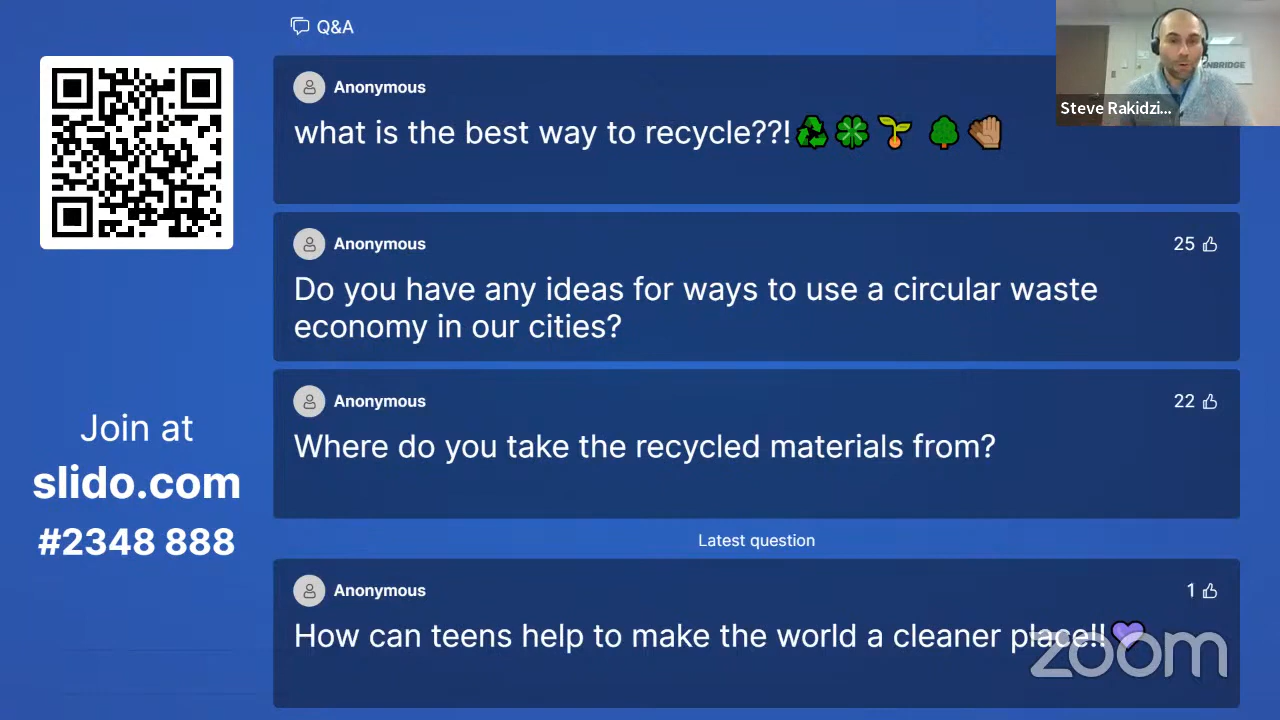 Q&A
Anonymous
what is the best way to recycle??!♻️🍀🌱 🌳👏🏽
Anonymous
25
Do you have any ideas for ways to use a circular waste
economy in our cities?
Anonymous
22
Where do you take the recycled materials from?
Latest question
Anonymous
1
How can teens help to make the world a cleaner place!!💜
Join at
slido.com
#2348 888
NBRIDGE
Steve Rakidzi...
zoom